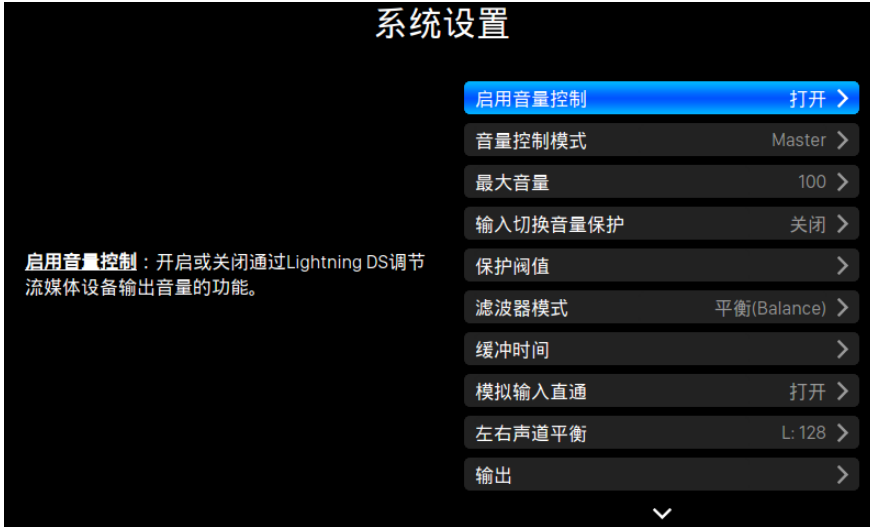 系统设置
启用音量控制 打开
音量控制模式 Master
最大音量 100
输入切换音量保护 关闭
保护阀值
滤波器模式 平衡(Balance)
缓冲时间
模拟输入直通 打开
左右声道平衡 L: 128
输出
启用音量控制：开启或关闭通过Lightning DS调节
流媒体设备输出音量的功能。